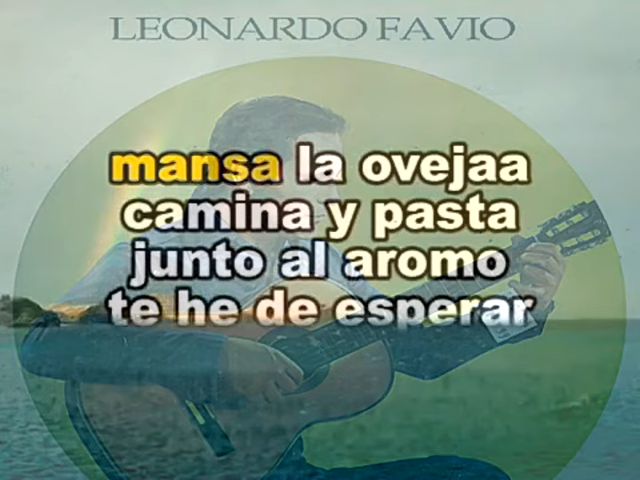 LEONARDO FAVIO
mansa la ovejaa
camina y pasta
junto al aromo
te he de esperar